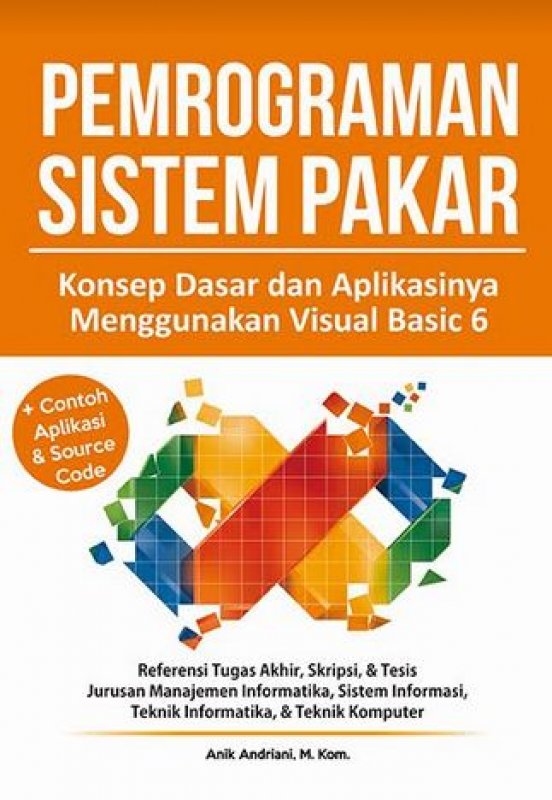 PEMROGRAMAN
SISTEM PAKAR
Konsep Dasar dan Aplikasinya
Menggunakan Visual Basic 6
+ Contoh
Aplikasi
& Source
Code
Referensi Tugas Akhir, Skripsi, & Tesis
Jurusan Manajemen Informatika, Sistem Informasi,
Teknik Informatika, & Teknik Komputer
Anik Andriani, M. Kom.